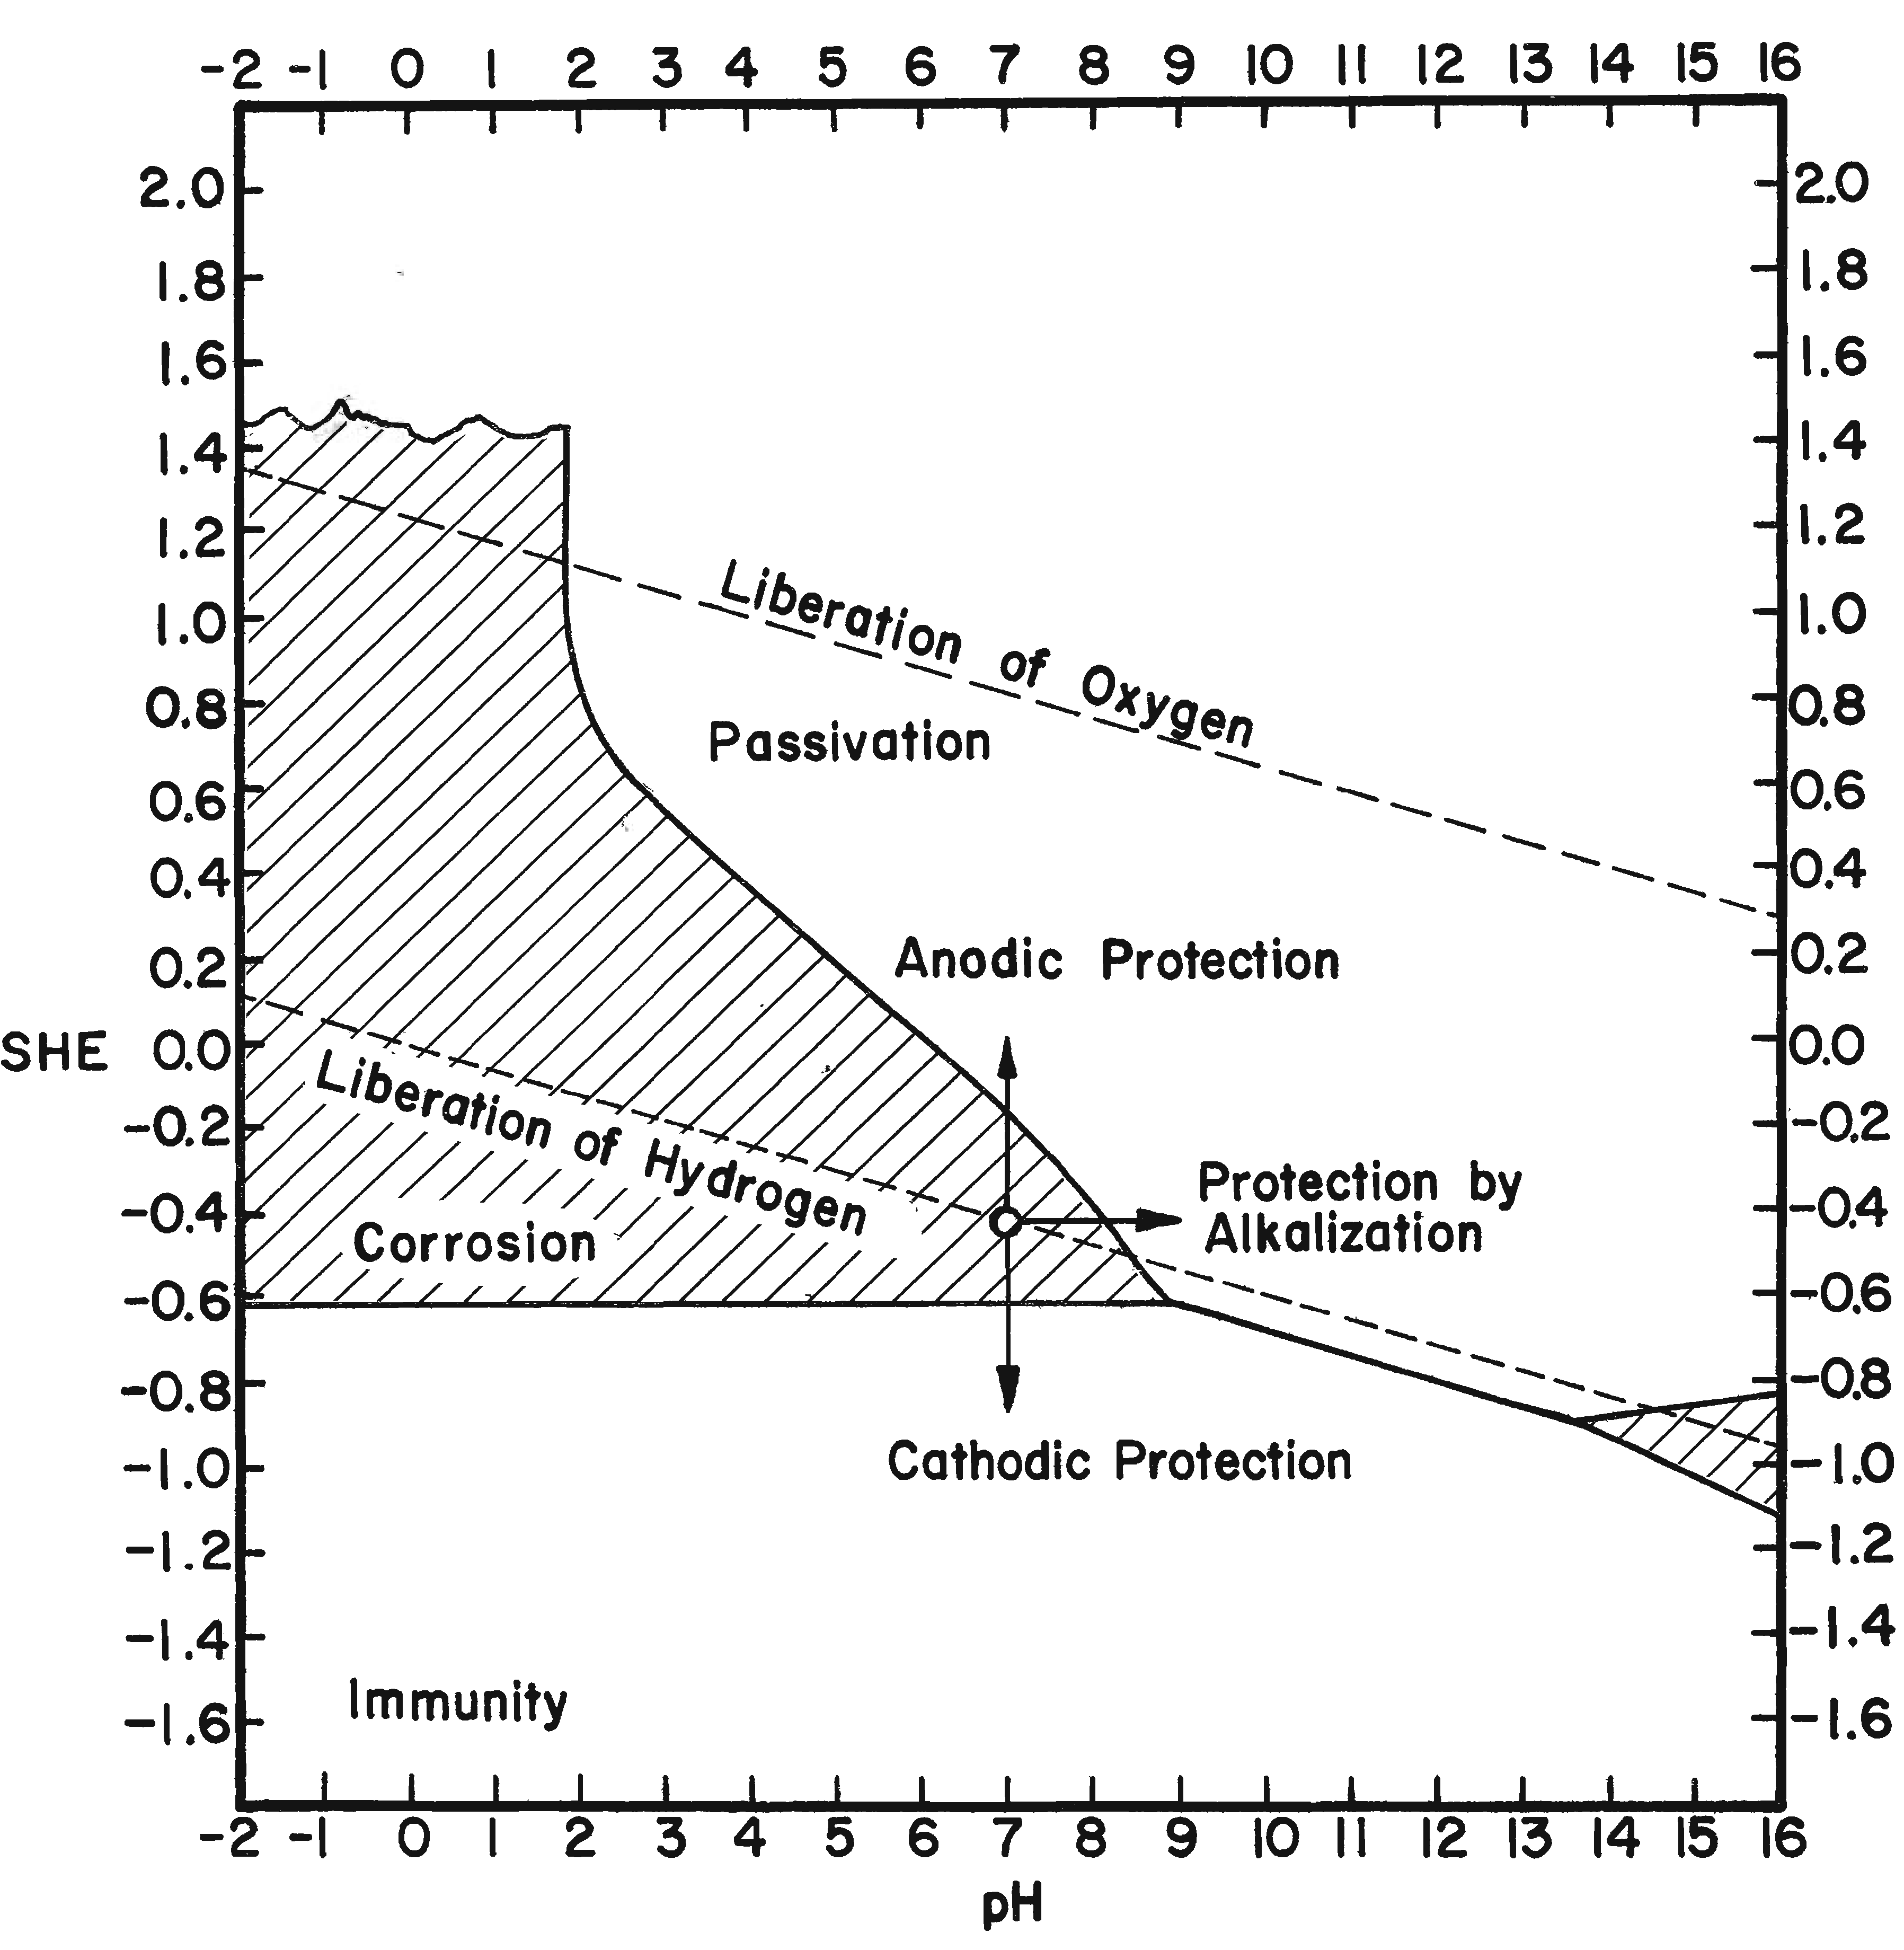 -2 -1 0 1 2 3 4 5 6 7 8 9 10 11 12 13 14 15 16
2.0 2.0
1.8 1.8
1.6 1.6
1.4 1.4
1.2 1.2
Liberation of Oxygen
1.0 1.0
0.8 0.8
Passivation
0.6 0.6
0.4 0.4
Anodic Protection
0.2 0.2
SHE 0.0 0.0
Liberation of Hydrogen
-0.2 -0.2
Protection by
Alkalization
-0.4 -0.4
Corrosion
-0.6 -0.6
-0.8 -0.8
Cathodic Protection
-1.0 -1.0
-1.2 -1.2
-1.4 -1.4
Immunity
-1.6 -1.6
-2 -1 0 1 2 3 4 5 6 7 8 9 10 11 12 13 14 15 16
pH